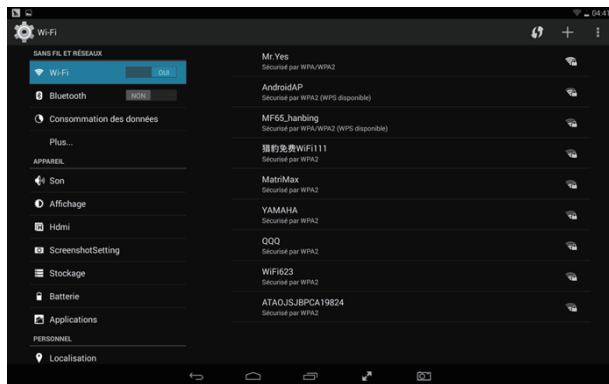 04:41
Wi-Fi
SANS FIL ET RÉSEAUX
Wi-Fi OUI
Bluetooth NON
Consommation des données
Plus...
APPAREIL
Son
Affichage
Hdmi
ScreenshotSetting
Stockage
Batterie
Applications
PERSONNEL
Localisation
Mr.Yes
Sécurisé par WPA/WPA2
AndroidAP
Sécurisé par WPA2 (WPS disponible)
MF65_hanbing
Sécurisé par WPA/WPA2 (WPS disponible)
猎豹免费WiFi111
Sécurisé par WPA2
MatriMax
Sécurisé par WPA2
YAMAHA
Sécurisé par WPA2
QQQ
Sécurisé par WPA2
WiFi623
Sécurisé par WPA2
ATAOJSJBPCA19824
Sécurisé par WPA2